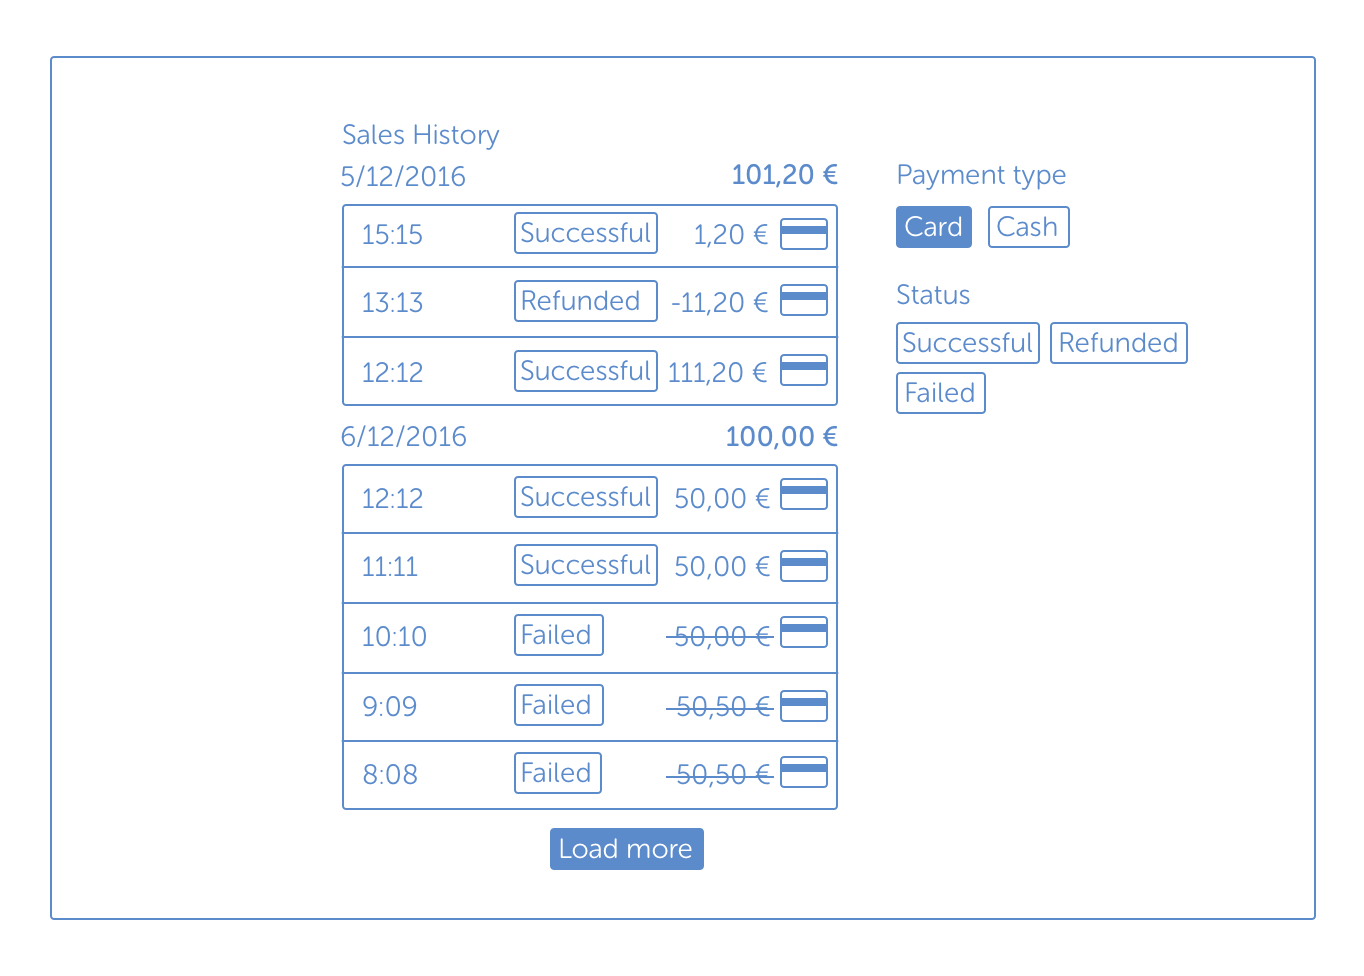 Sales History
5/12/2016 101,20 €
15:15 Successful 1,20 €
13:13 Refunded -11,20 €
12:12 Successful 111,20 €
6/12/2016 100,00 €
12:12 Successful 50,00 €
11:11 Successful 50,00 €
10:10 Failed 50,00 €
9:09 Failed 50,50 €
8:08 Failed 50,50 €
Load more
Payment type
Card Cash
Status
Successful Refunded
Failed